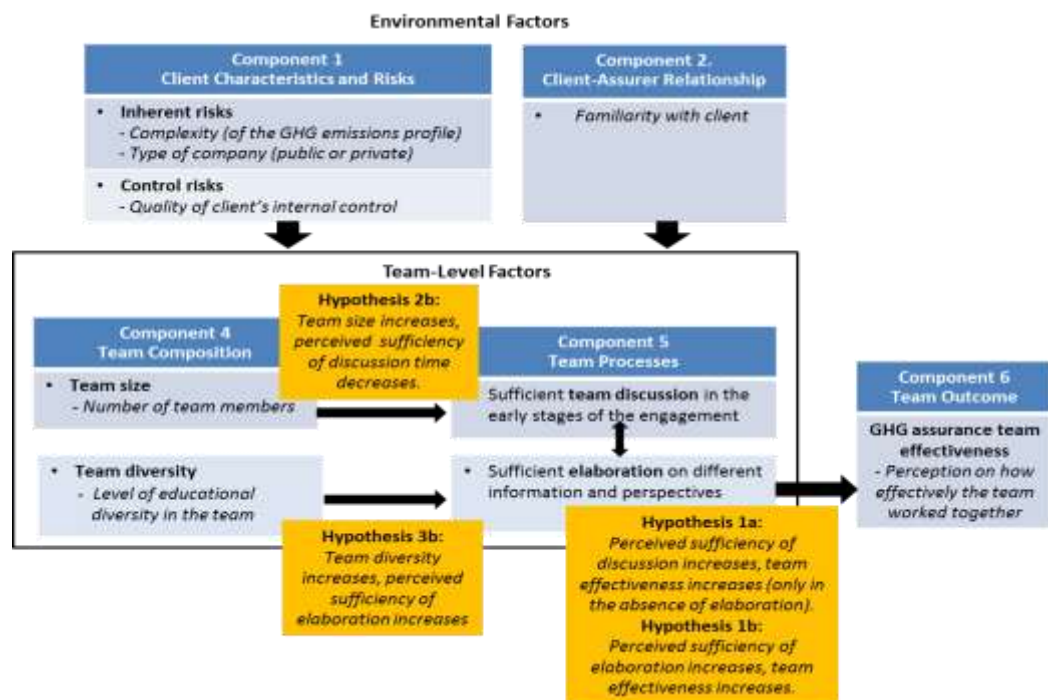 Environmental Factors
Component 1
Client Characteristics and Risks
• Inherent risks
- Complexity (of the GHG emissions profile)
- Type of company (public or private)
• Control risks
- Quality of client's internal control
Component 2.
Client-Assurer Relationship
• Familiarity with client
Team-Level Factors
Component 4
Team Composition
• Team size
- Number of team members
• Team diversity
- Level of educational
diversity in the team
Hypothesis 2b:
Team size increases,
perceived sufficiency
of discussion time
decreases.
Hypothesis 3b:
Team diversity
increases, perceived
sufficiency of
elaboration increases
Component 5
Team Processes
Sufficient team discussion in the
early stages of the engagement
• Sufficient elaboration on different
information and perspectives
Hypothesis 1a:
Perceived sufficiency of
discussion increases, team
effectiveness increases (only in
the absence of elaboration).
Hypothesis 1b:
Perceived sufficiency of
elaboration increases, team
effectiveness increases.
Component 6
Team Outcome
GHG assurance team
effectiveness
- Perception on how
effectively the team
worked together